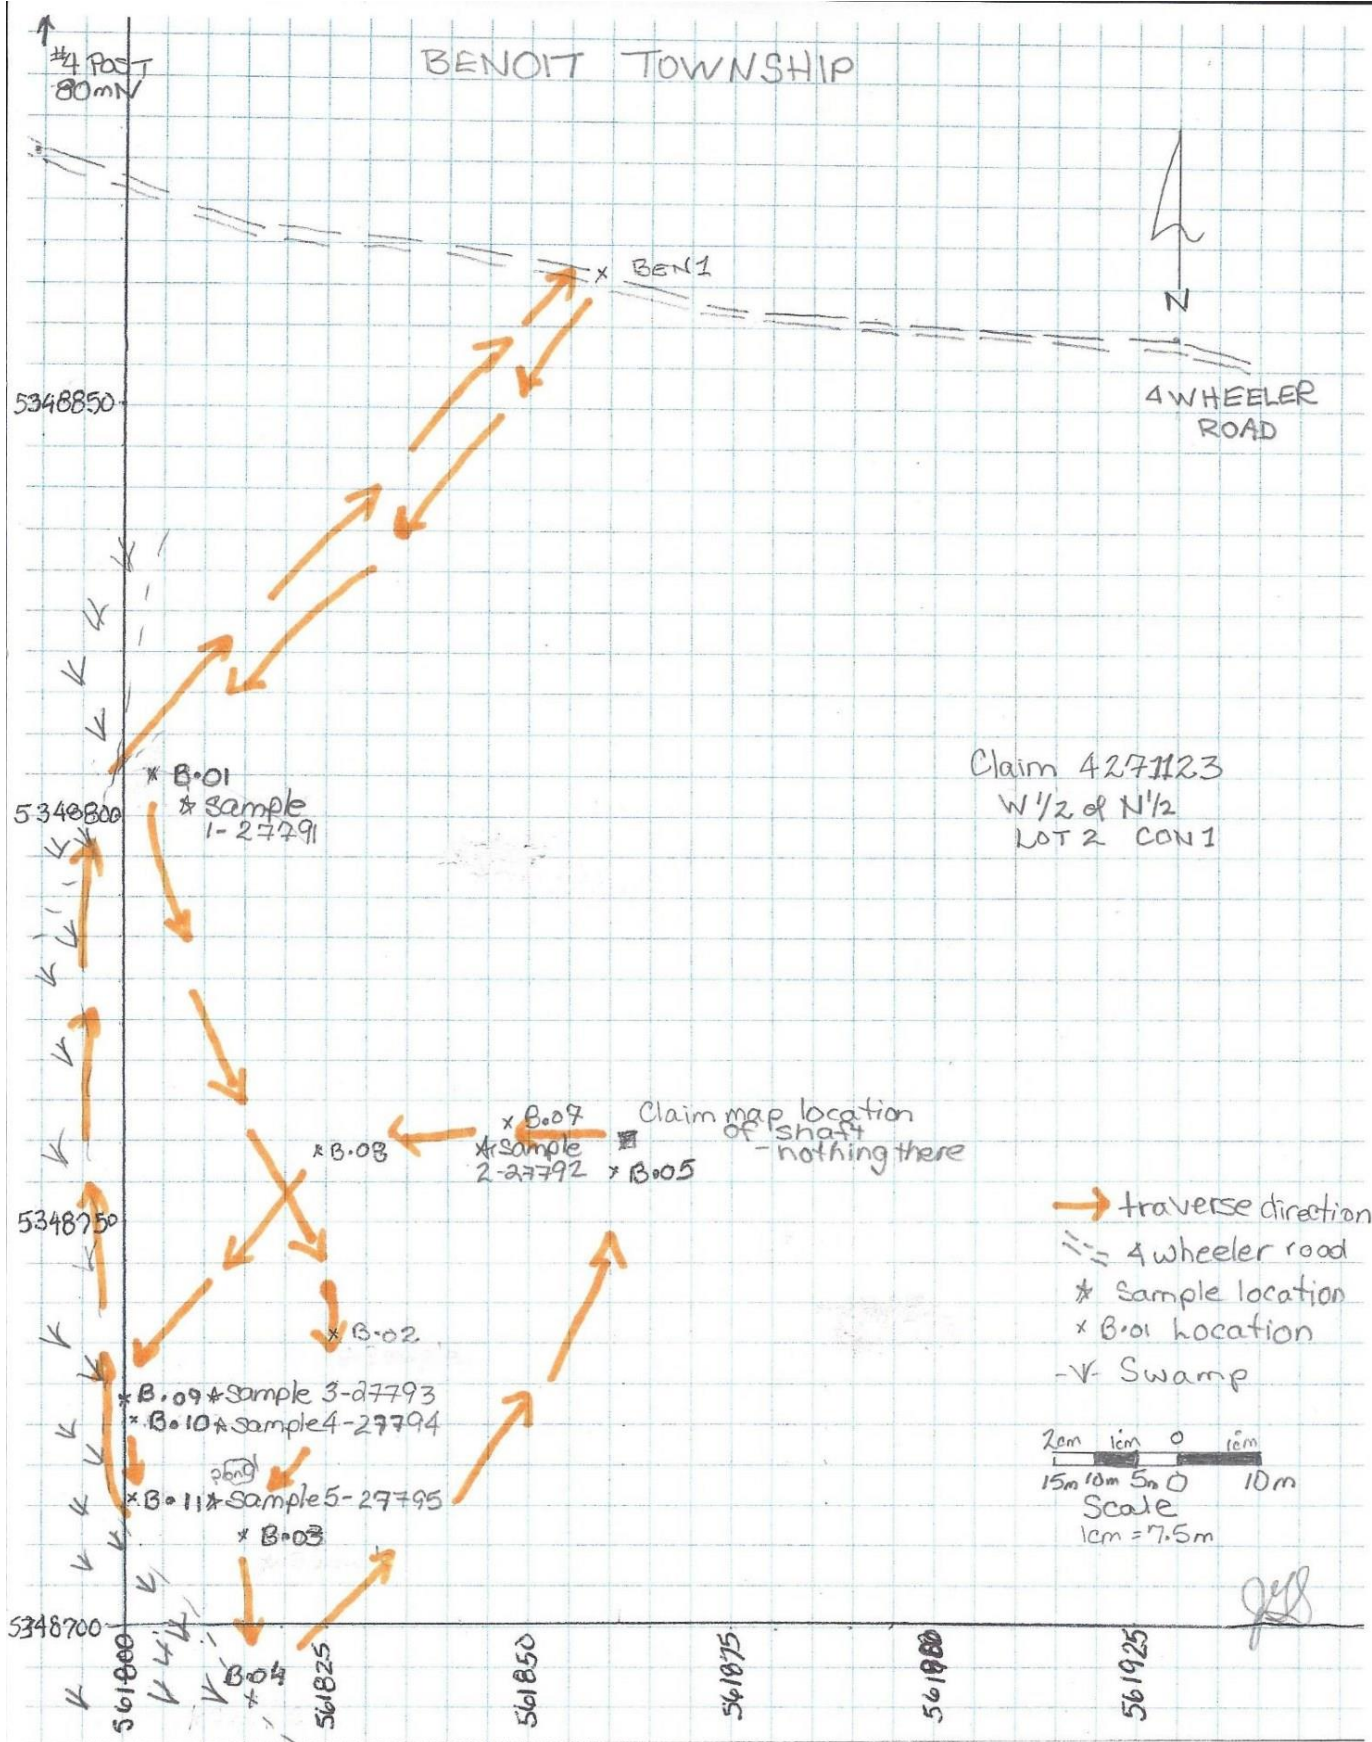 #4 POST
80mN
BENOIT TOWNSHIP
BEN1
N
4 WHEELER
ROAD
5348850
B.01
Sample
1-27791
5348800
Claim 4271123
W 1/2 of N 1/2
LOT 2 CON 1
B.07
Claim map location
of shaft
- nothing there
Sample
2-27792
B.08
B.05
5348750
traverse direction
4 wheeler road
Sample location
B.01 Location
-V- Swamp
B.02
B.09 Sample 3-27793
B.10 Sample 4-27794
pond
B.11 Sample 5-27795
B.03
2cm 1cm 0 1cm
15m 10m 5m 0 10m
Scale
1cm = 7.5m
5348700
B.04
561800
561825
561850
561875
561925